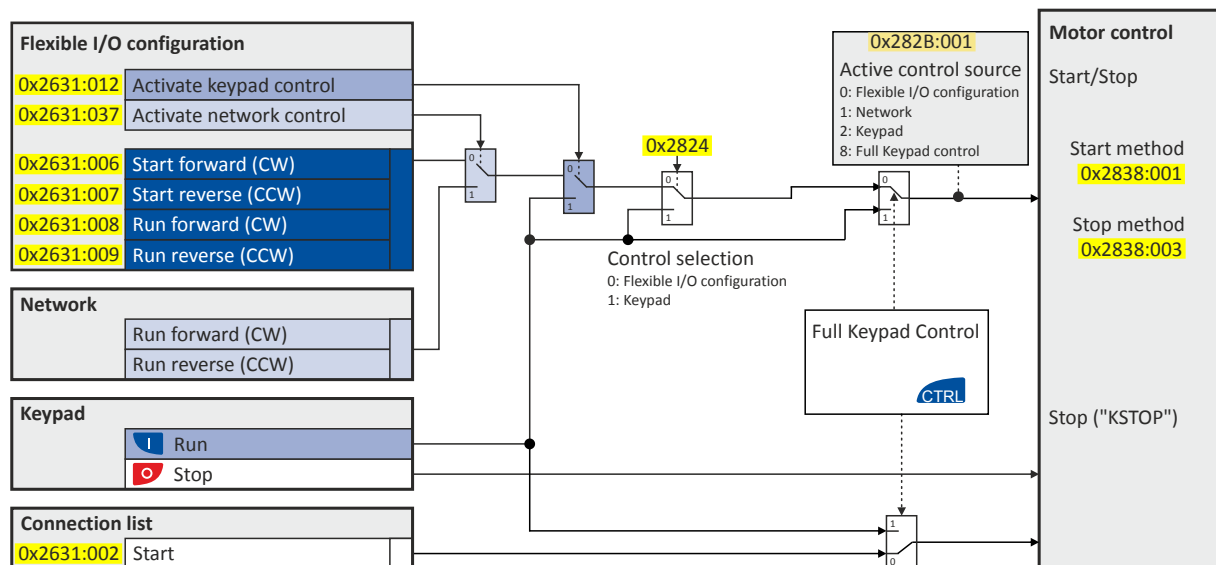 Flexible I/O configuration
0x2631:012 Activate keypad control
0x2631:037 Activate network control
0x2631:006 Start forward (CW)
0x2631:007 Start reverse (CCW)
0x2631:008 Run forward (CW)
0x2631:009 Run reverse (CCW)
Network
Run forward (CW)
Run reverse (CCW)
Keypad
I Run
O Stop
Connection list
0x2631:002 Start
0
1
0
1
0x2824
0
1
Control selection
0: Flexible I/O configuration
1: Keypad
0x282B:001
Active control source
0: Flexible I/O configuration
1: Network
2: Keypad
8: Full Keypad control
0
1
Full Keypad Control
CTRL
1
0
Motor control
Start/Stop
Start method
0x2838:001
Stop method
0x2838:003
Stop ("KSTOP")